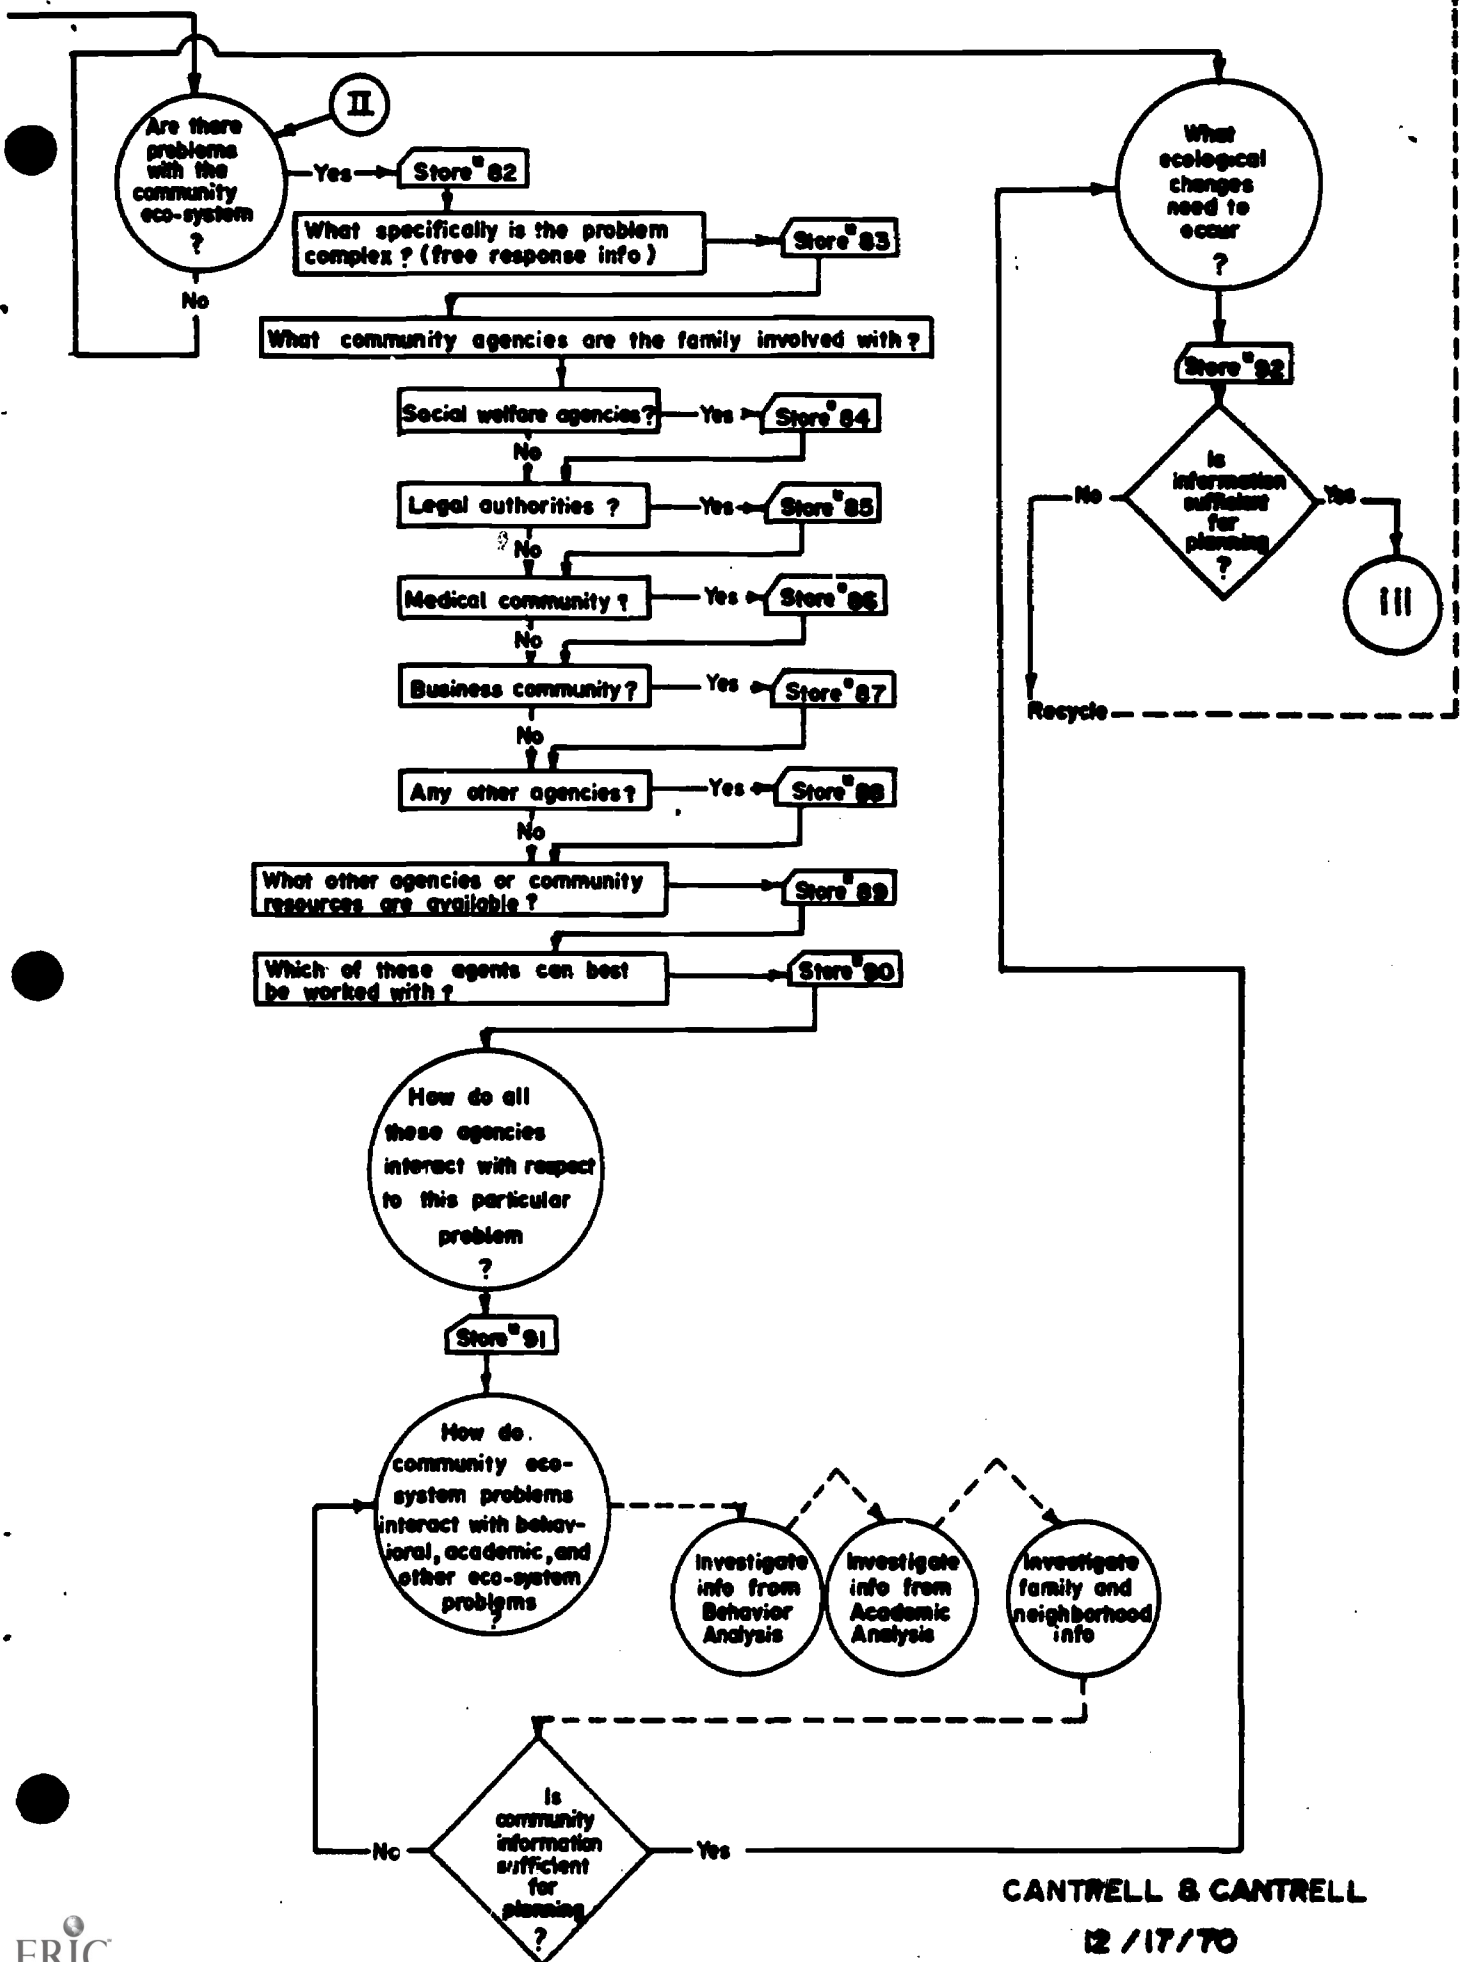 II
Are there
problems
with the
community
eco-system
?
Yes
Store #82
No
What specifically is the problem
complex? (free response info)
Store #83
What community agencies are the family involved with?
Social welfare agencies?
Yes
Store #84
No
Legal authorities ?
Yes
Store #85
No
Medical community?
Yes
Store #86
No
Business community?
Yes
Store #87
No
Any other agencies?
Yes
Store #88
No
What other agencies or community
resources are available?
Store #89
Which of these agents can best
be worked with?
Store #90
How do all
these agencies
interact with respect
to this particular
problem
?
Store #91
How do
community eco-
system problems
interact with behav-
ioral, academic, and
other eco-system
problems
?
Investigate
info from
Behavior
Analysis
Investigate
info from
Academic
Analysis
Investigate
family and
neighborhood
info
Is
community
information
sufficient
for
planning
?
No
Yes
What
ecological
changes
need to
occur
?
Store #92
Is
information
sufficient
for
planning
?
No
Yes
iii
Recycle
CANTRELL & CANTRELL
12/17/70
ERIC